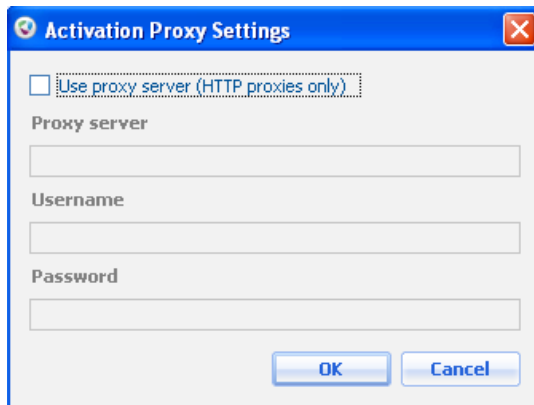 Activation Proxy Settings
Use proxy server (HTTP proxies only)
Proxy server
Username
Password
OK Cancel